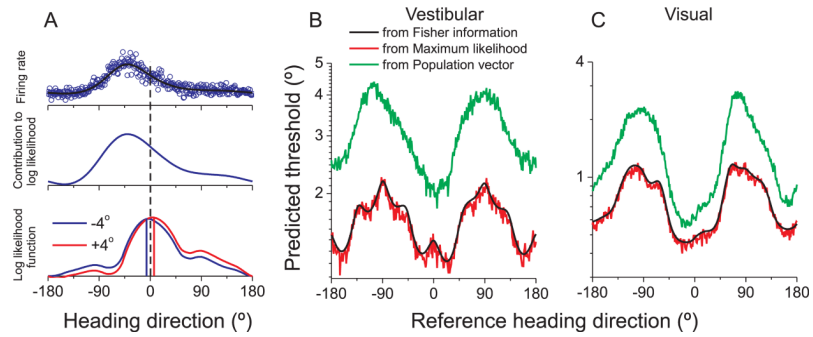 A
Firing rate
Contribution to
log likelihood
Log likelihood
function
-4°
+4°
-180 -90 0 90 180
Heading direction (°)
B
Vestibular
from Fisher information
from Maximum likelihood
from Population vector
Predicted threshold (°)
5
4
3
2
-180 -90 0 90 180
C
Visual
4
1
-180 -90 0 90 180
Reference heading direction (°)